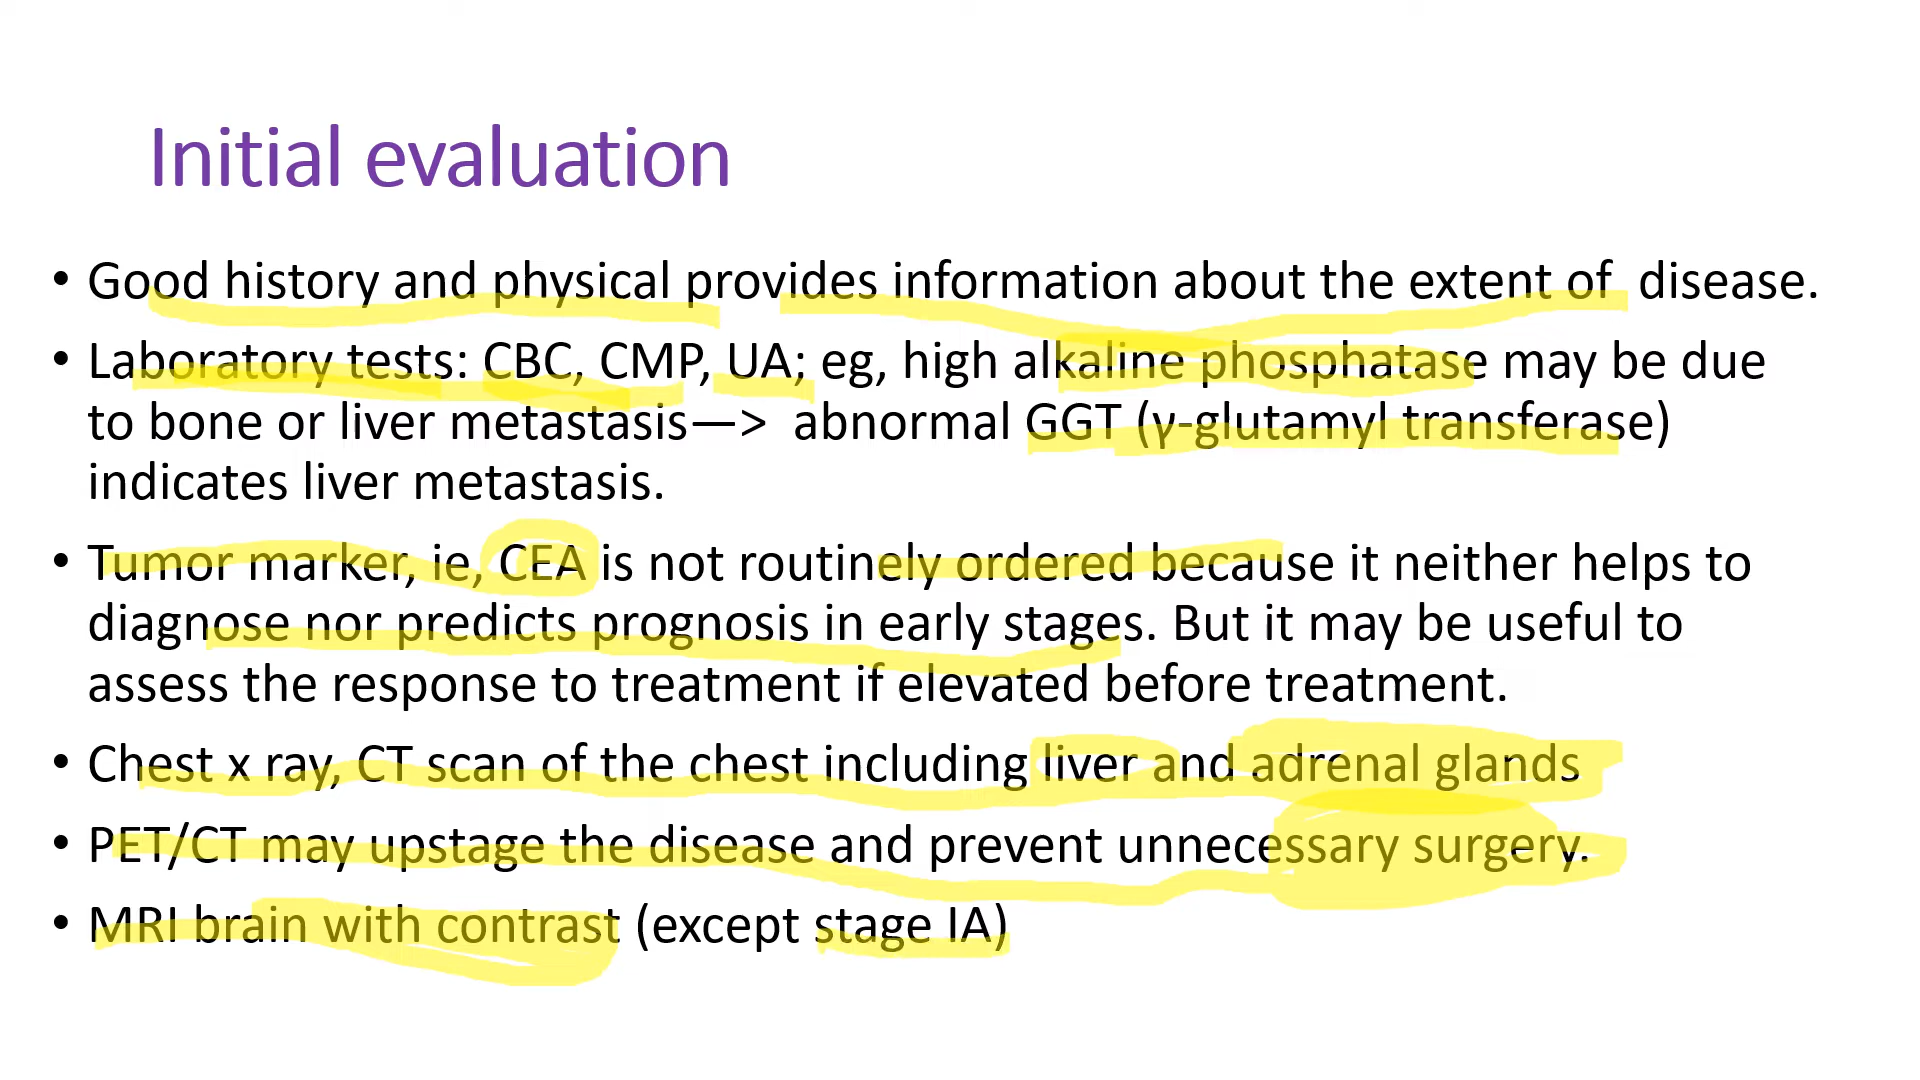 Initial evaluation
• Good history and physical provides information about the extent of disease.
• Laboratory tests: CBC, CMP, UA; eg, high alkaline phosphatase may be due
to bone or liver metastasis—> abnormal GGT (γ-glutamyl transferase)
indicates liver metastasis.
• Tumor marker, ie, CEA is not routinely ordered because it neither helps to
diagnose nor predicts prognosis in early stages. But it may be useful to
assess the response to treatment if elevated before treatment.
• Chest x ray, CT scan of the chest including liver and adrenal glands
• PET/CT may upstage the disease and prevent unnecessary surgery.
• MRI brain with contrast (except stage IA)